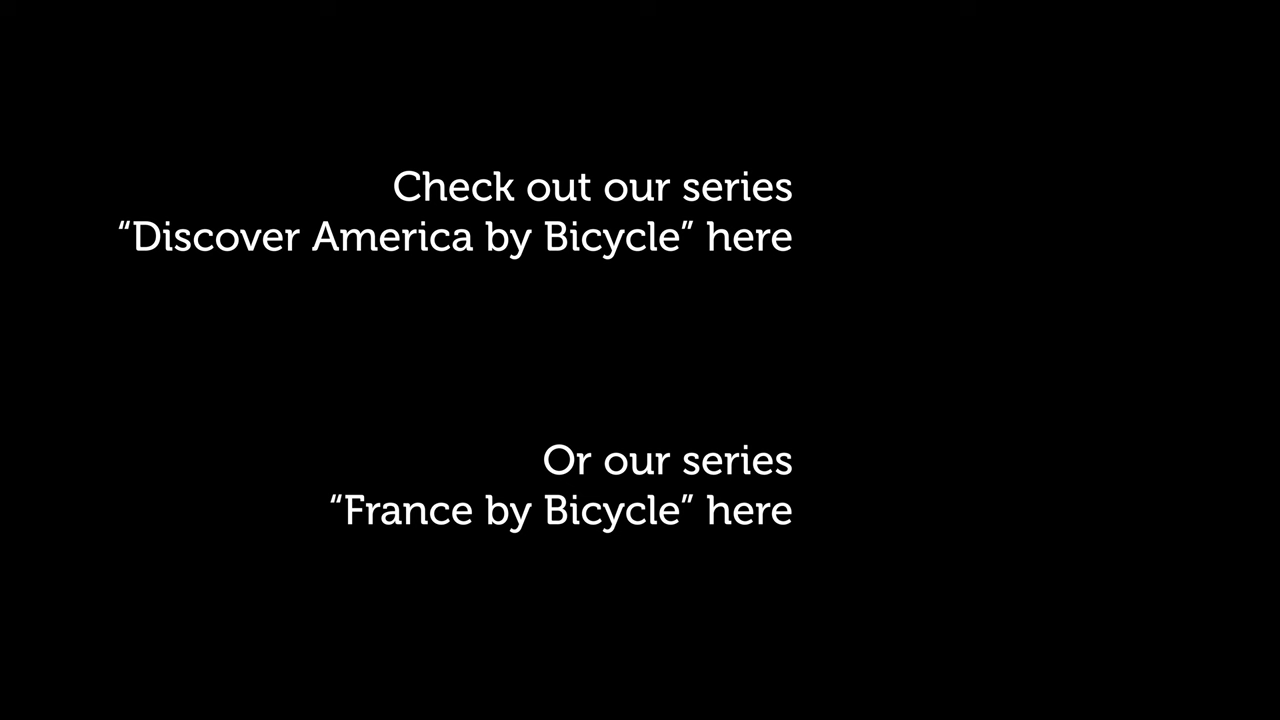 Check out our series
“Discover America by Bicycle” here
Or our series
“France by Bicycle” here